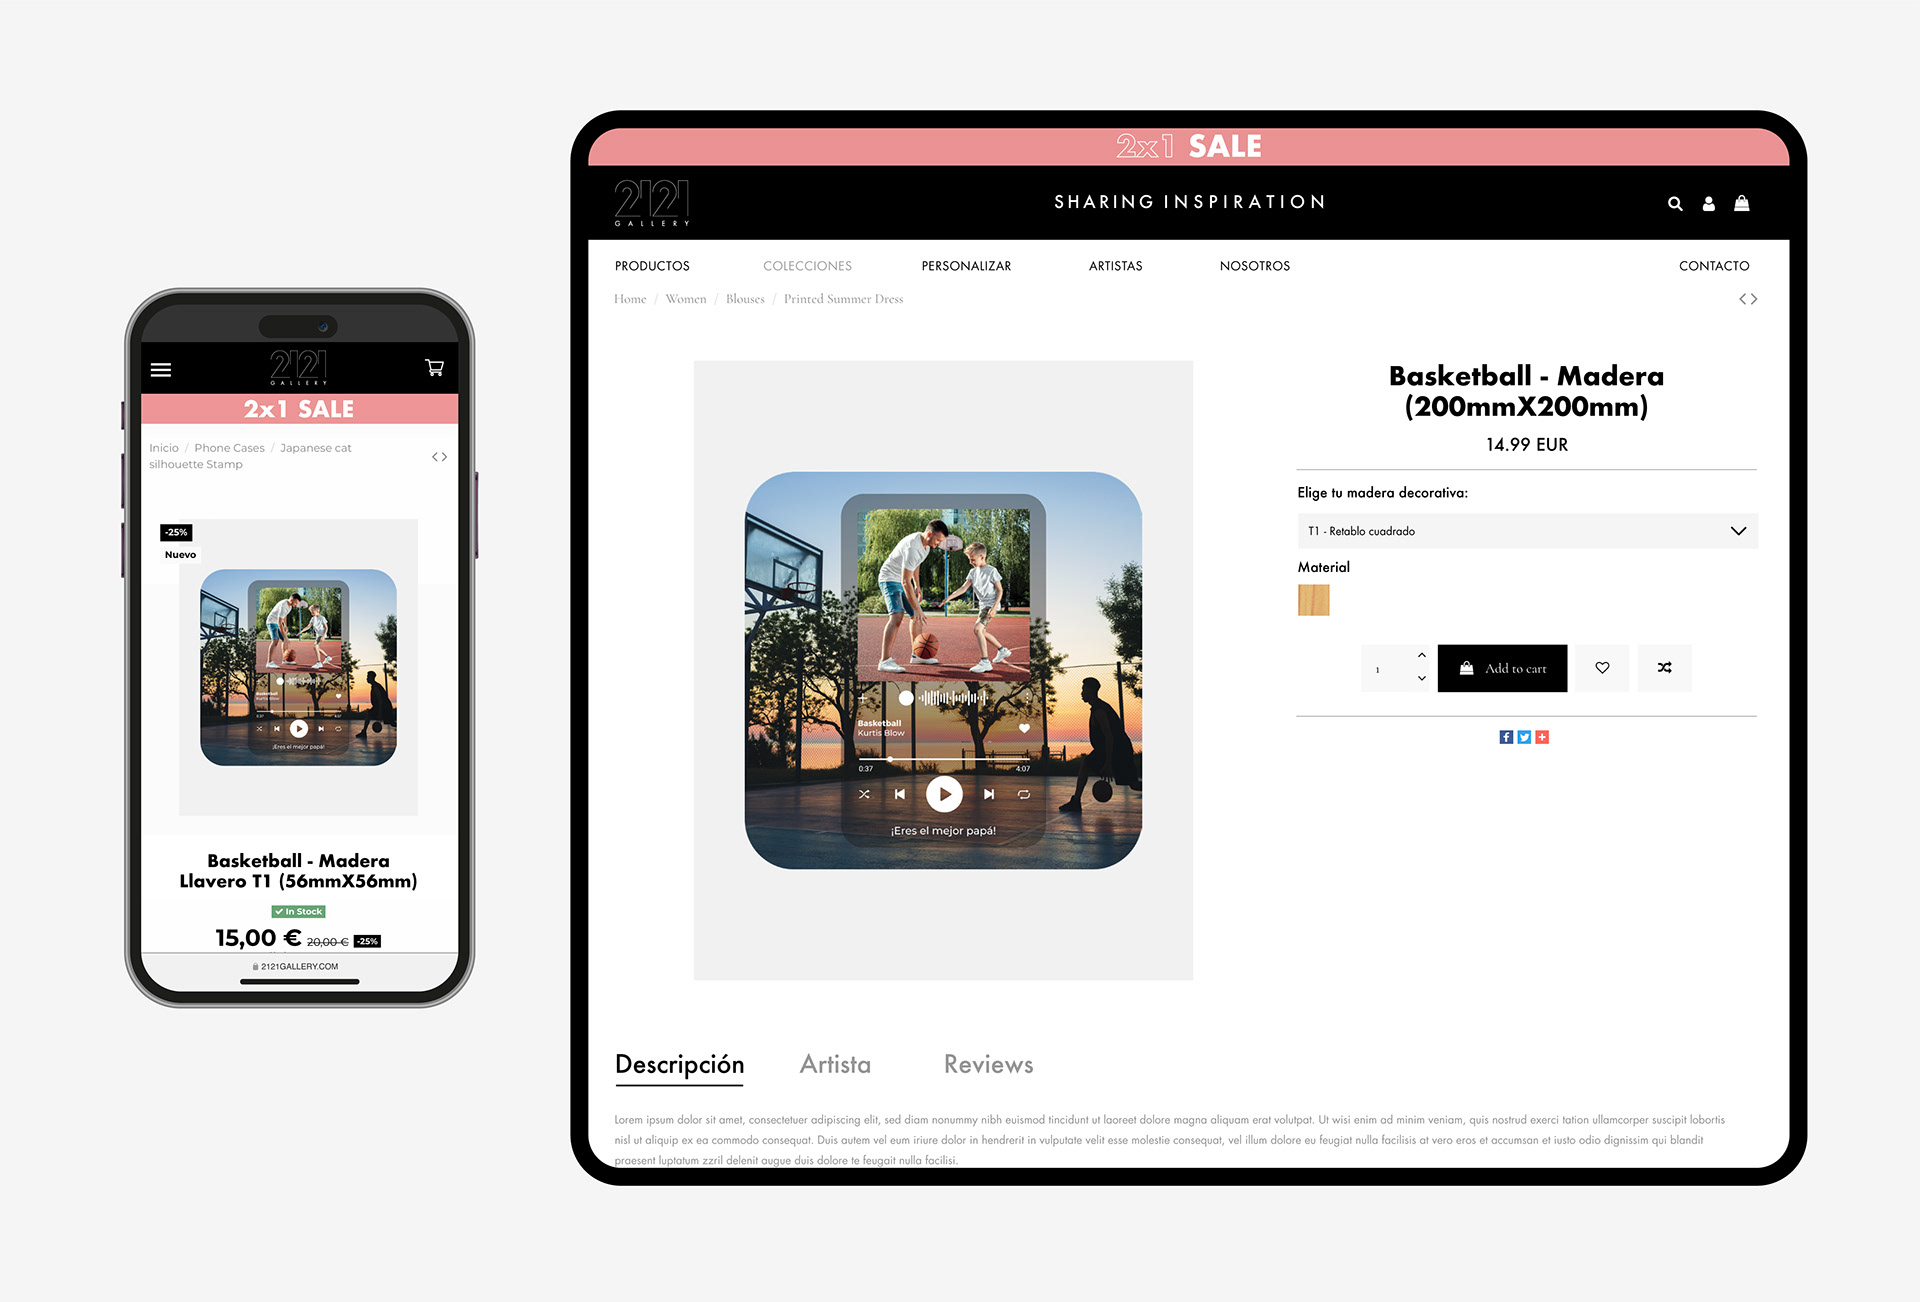 2121
GALLERY
2x1 SALE
Inicio / Phone Cases / Japanese cat
silhouette Stamp
-25%
Nuevo
Basketball
Kurtis Blow
0:37
4:07
¡Eres el mejor papá!
Basketball - Madera
Llavero T1 (56mmX56mm)
In Stock
15,00 € 20,00 € -25%
2121GALLERY.COM
2x1 SALE
2121
GALLERY
SHARING INSPIRATION
PRODUCTOS COLECCIONES PERSONALIZAR ARTISTAS NOSOTROS CONTACTO
Home / Women / Blouses / Printed Summer Dress
Basketball
Kurtis Blow
0:37
4:07
¡Eres el mejor papá!
Basketball - Madera
(200mmX200mm)
14.99 EUR
Elige tu madera decorativa:
T1 - Retablo cuadrado
Material
1
Add to cart
Descripción Artista Reviews
Lorem ipsum dolor sit amet, consectetuer adipiscing elit, sed diam nonummy nibh euismod tincidunt ut laoreet dolore magna aliquam erat volutpat. Ut wisi enim ad minim veniam, quis nostrud exerci tation ullamcorper suscipit lobortis
nisl ut aliquip ex ea commodo consequat. Duis autem vel eum iriure dolor in hendrerit in vulputate velit esse molestie consequat, vel illum dolore eu feugiat nulla facilisis at vero eros et accumsan et iusto odio dignissim qui blandit
praesent luptatum zzril delenit augue duis dolore te feugait nulla facilisi.